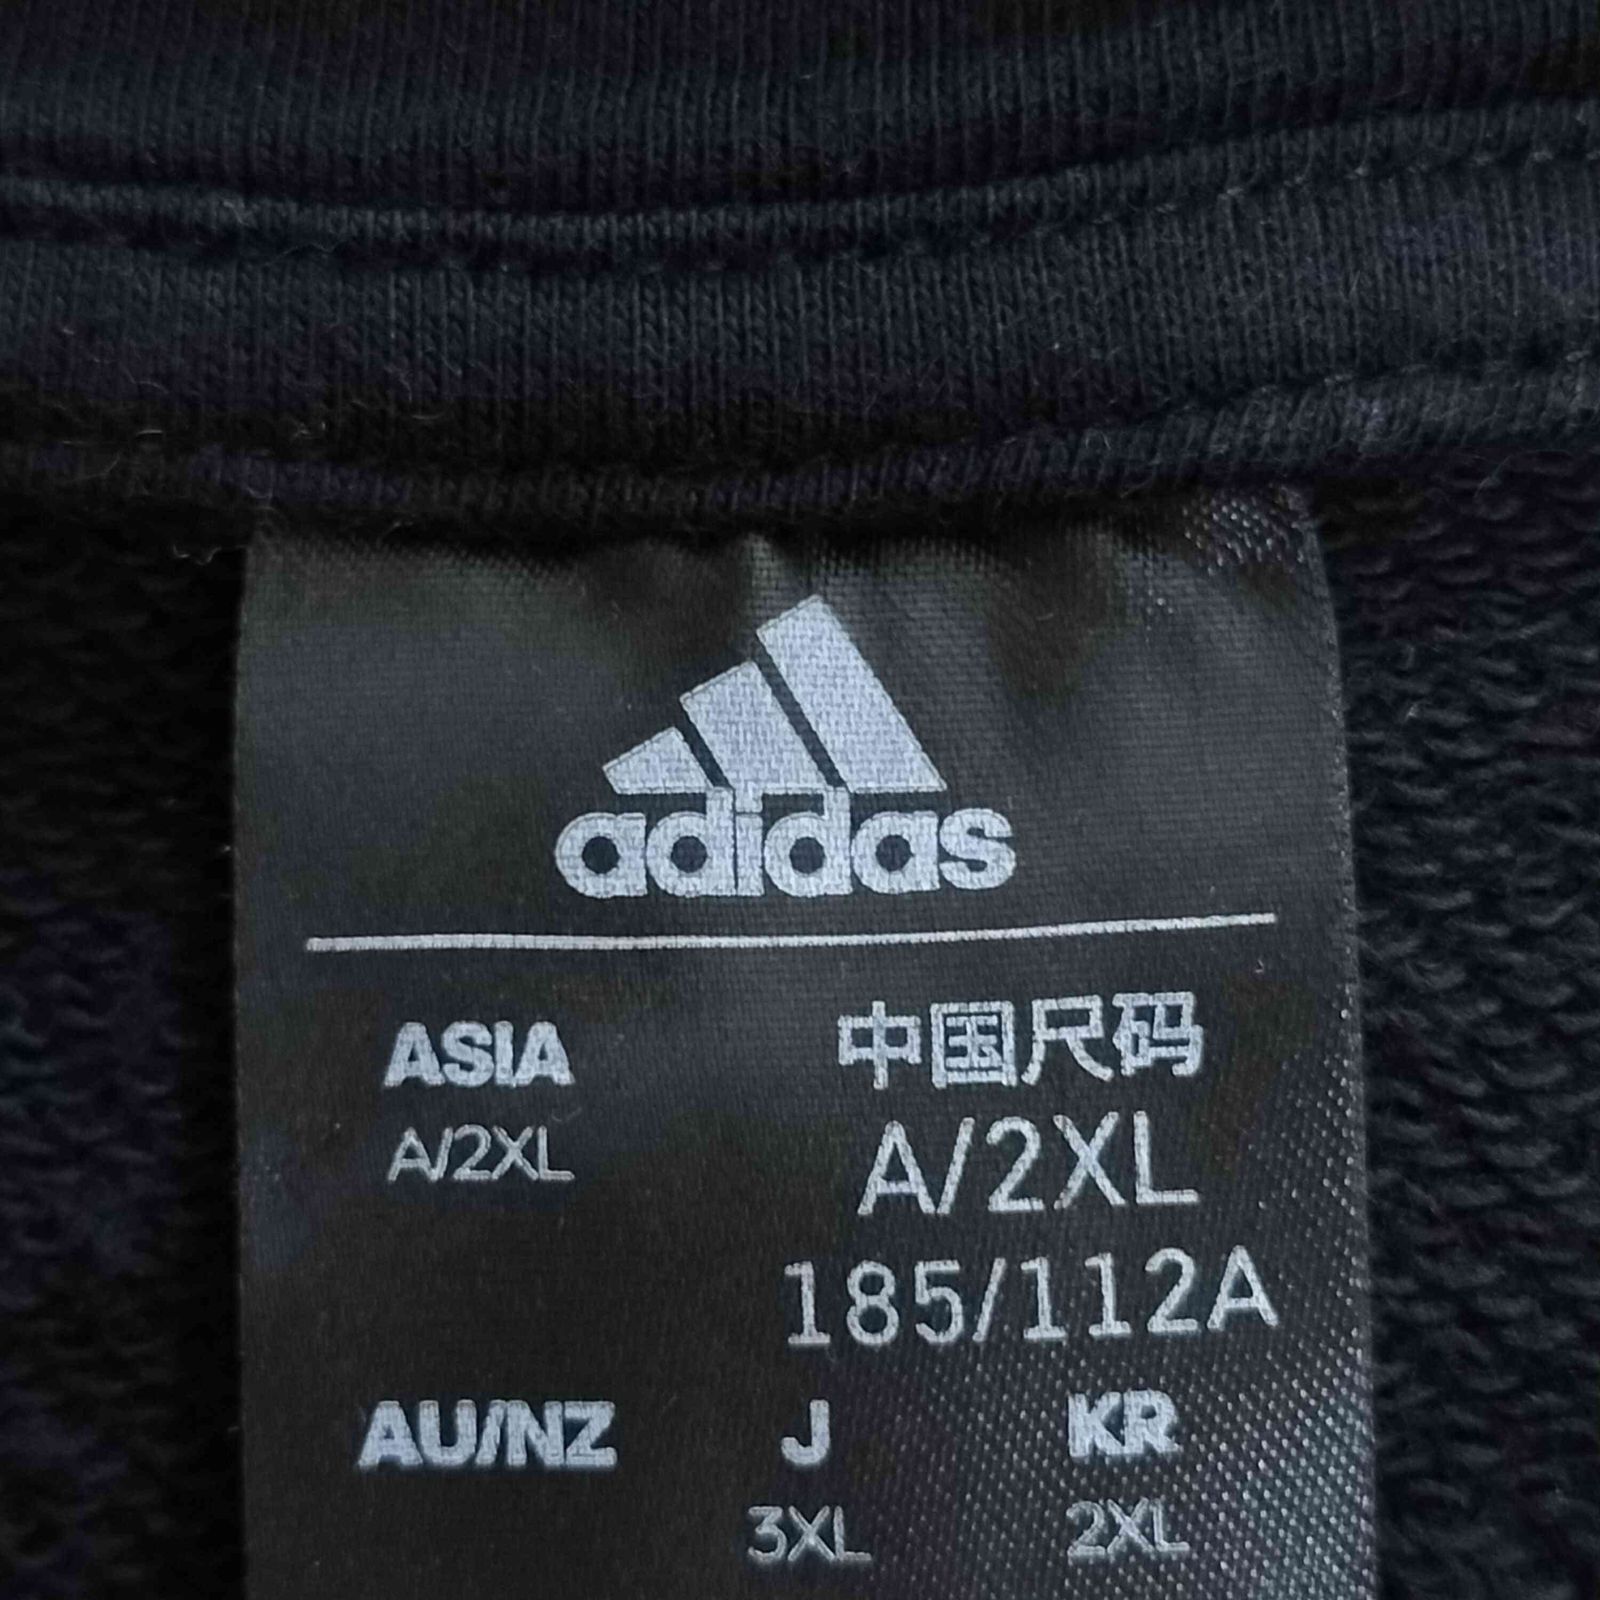 adidas
ASIA 中国尺码
A/2XL A/2XL
185/112A
AU/NZ J KR
3XL 2XL